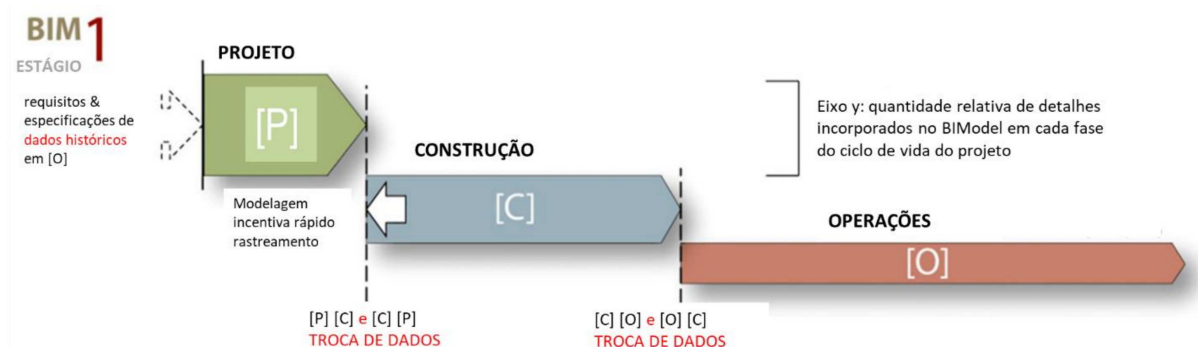 BIM 1
ESTÁGIO
requisitos &
especificações de
dados históricos
em [O]
PROJETO
[P]
Modelagem
incentiva rápido
rastreamento
CONSTRUÇÃO
[C]
Eixo y: quantidade relativa de detalhes
incorporados no BIModel em cada fase
do ciclo de vida do projeto
OPERAÇÕES
[O]
[P] [C] e [C] [P]
TROCA DE DADOS
[C] [O] e [O] [C]
TROCA DE DADOS